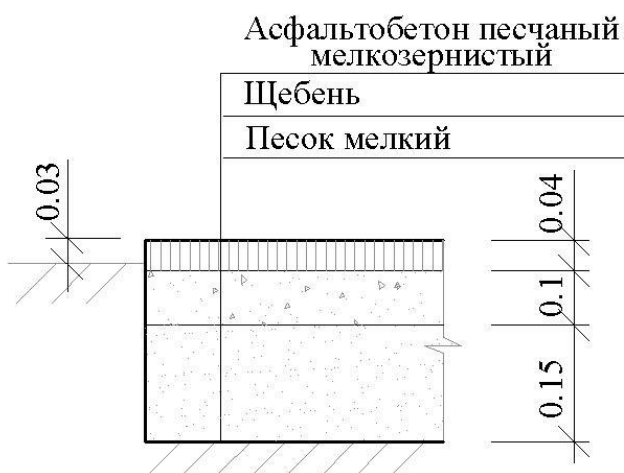 Асфальтобетон песчаный
мелкозернистый
Щебень
Песок мелкий
0.03
0.04
0.1
0.15